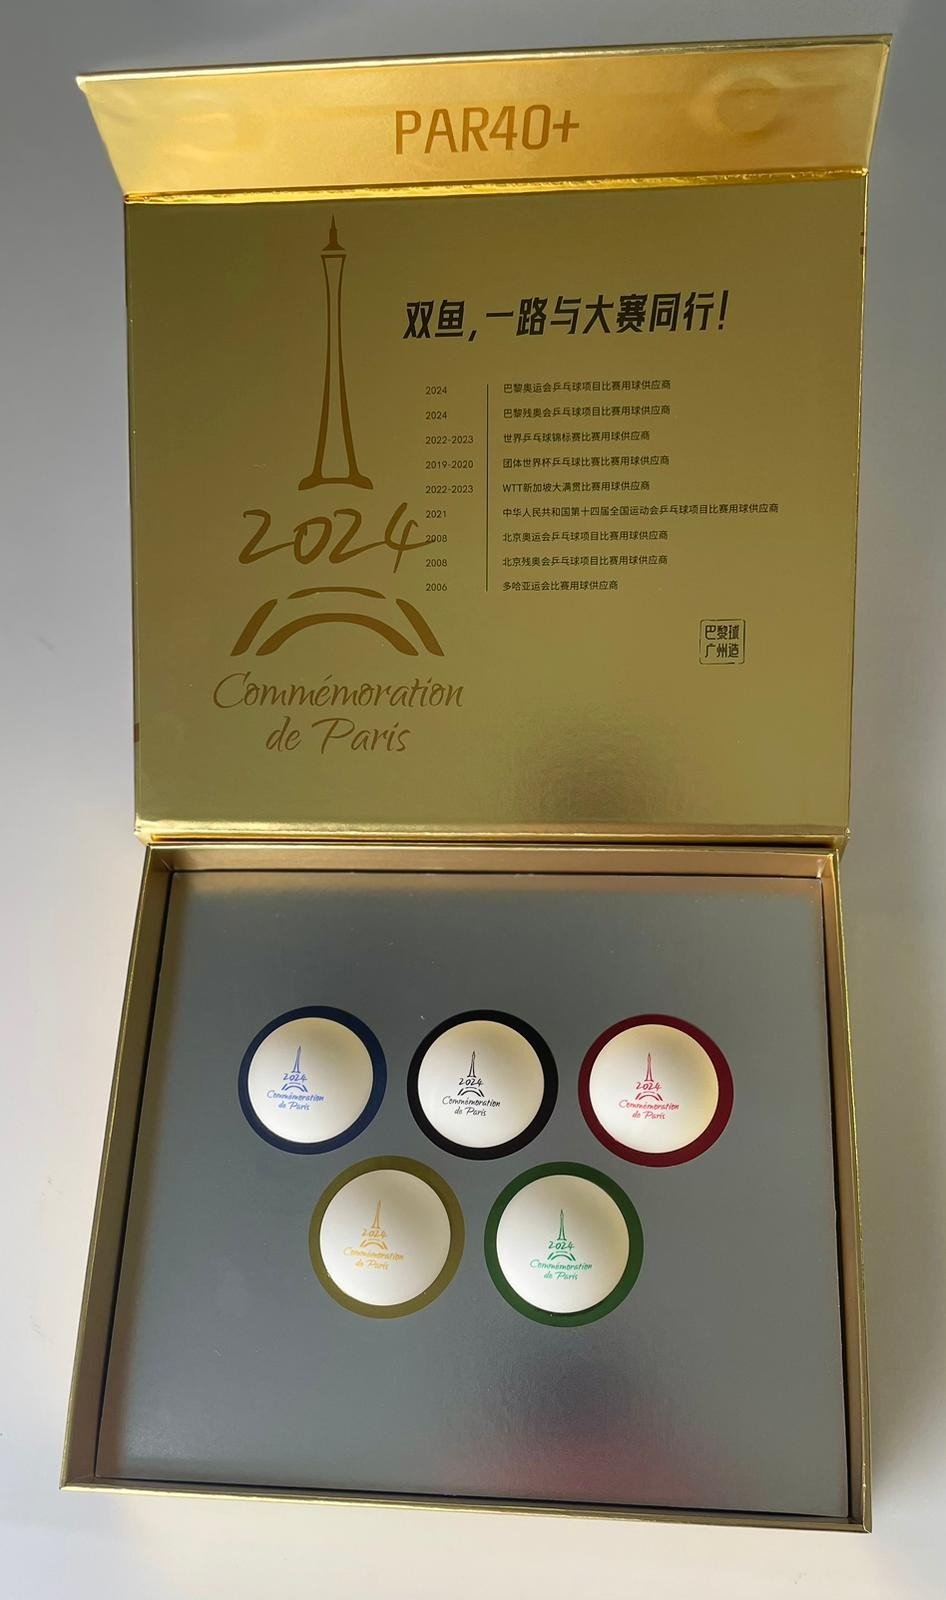 PAR40+
双鱼,一路与大赛同行!
2024 巴黎奥运会乒乓球项目比赛用球供应商
2024 巴黎残奥会乒乓球项目比赛用球供应商
2022-2023 世界乒乓球锦标赛比赛用球供应商
2019-2020 团体世界杯乒乓球比赛比赛用球供应商
2022-2023 WTT新加坡大满贯比赛用球供应商
2021 中华人民共和国第十四届全国运动会乒乓球项目比赛用球供应商
2008 北京奥运会乒乓球项目比赛用球供应商
2008 北京残奥会乒乓球项目比赛用球供应商
2006 多哈亚运会比赛用球供应商
2024
Commémoration
de Paris
巴黎球
广州造
2024
Commémoration
de Paris
2024
Commémoration
de Paris
2024
Commémoration
de Paris
2024
Commémoration
de Paris
2024
Commémoration
de Paris